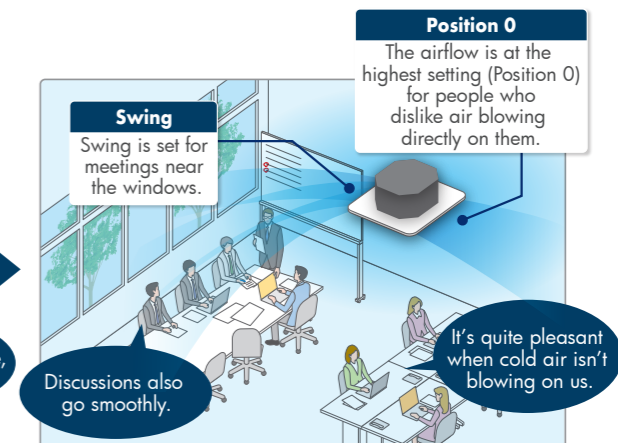 Position 0
The airflow is at the
highest setting (Position 0)
for people who
dislike air blowing
directly on them.
Swing
Swing is set for
meetings near
the windows.
Discussions also
go smoothly.
It's quite pleasant
when cold air isn't
blowing on us.